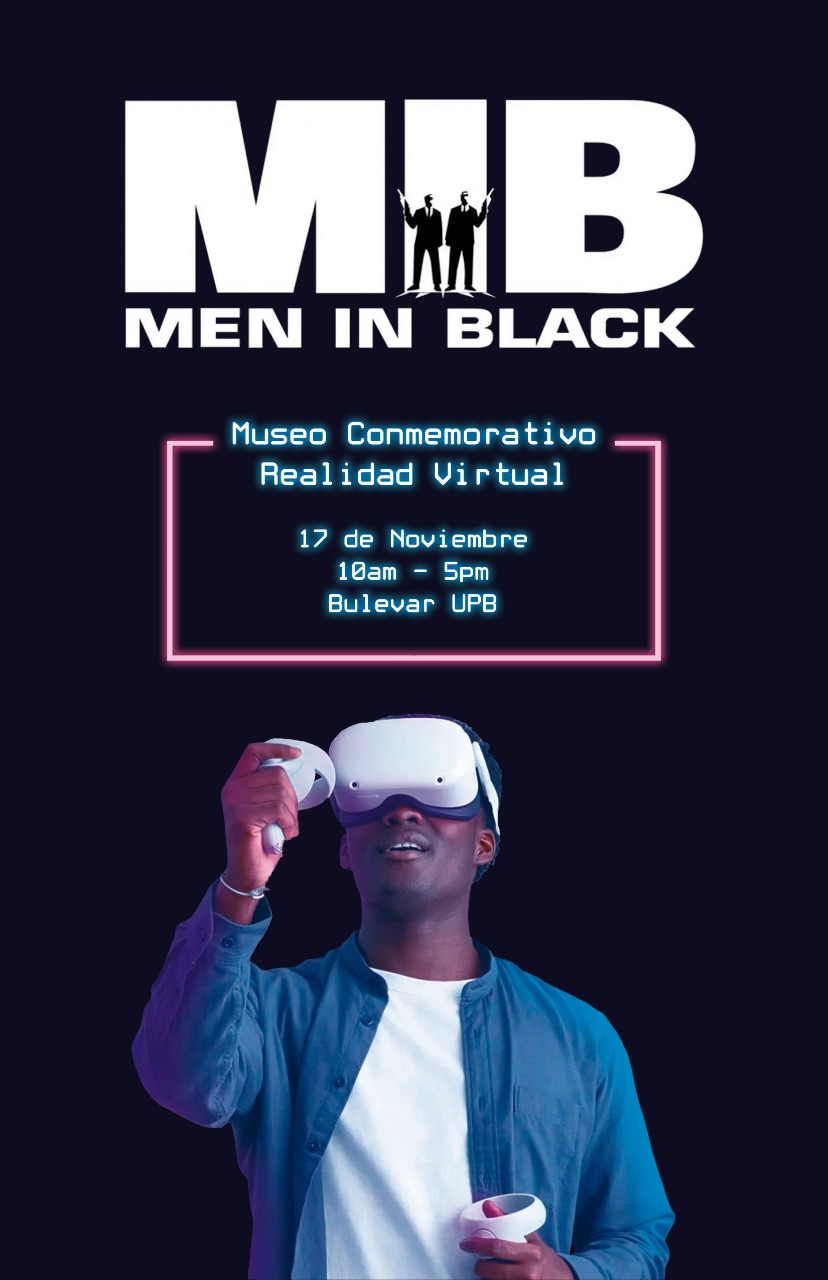 MIB
MEN IN BLACK
Museo Conmemorativo
Realidad Virtual
17 de Noviembre
10am - 5pm
Bulevar UPB